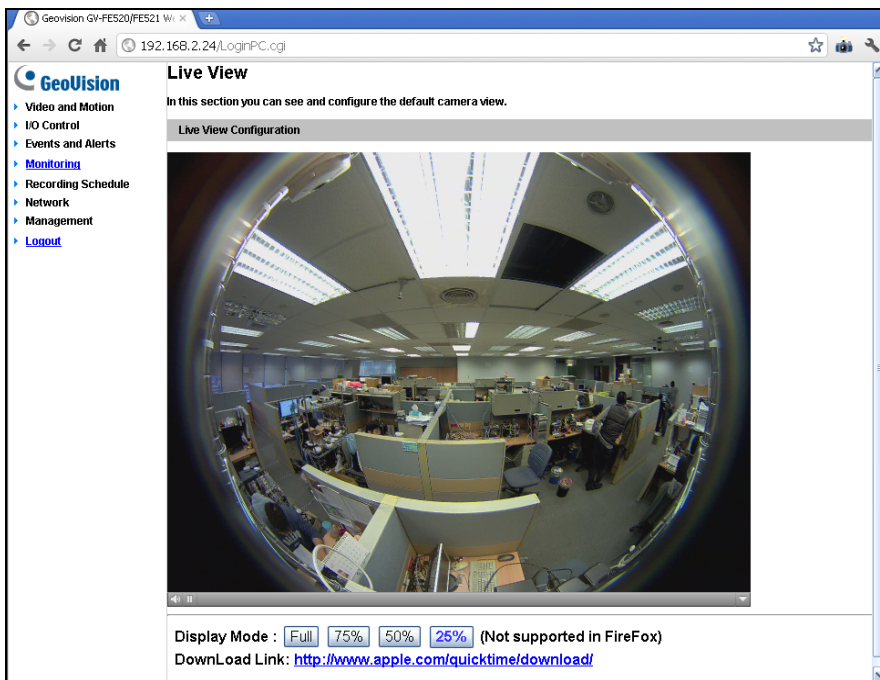 Geovision GV-FE520/FE521 We
192.168.2.24/LoginPC.cgi
GeoVision
Video and Motion
I/O Control
Events and Alerts
Monitoring
Recording Schedule
Network
Management
Logout
Live View
In this section you can see and configure the default camera view.
Live View Configuration
Display Mode : Full 75% 50% 25% (Not supported in FireFox)
DownLoad Link: http://www.apple.com/quicktime/download/